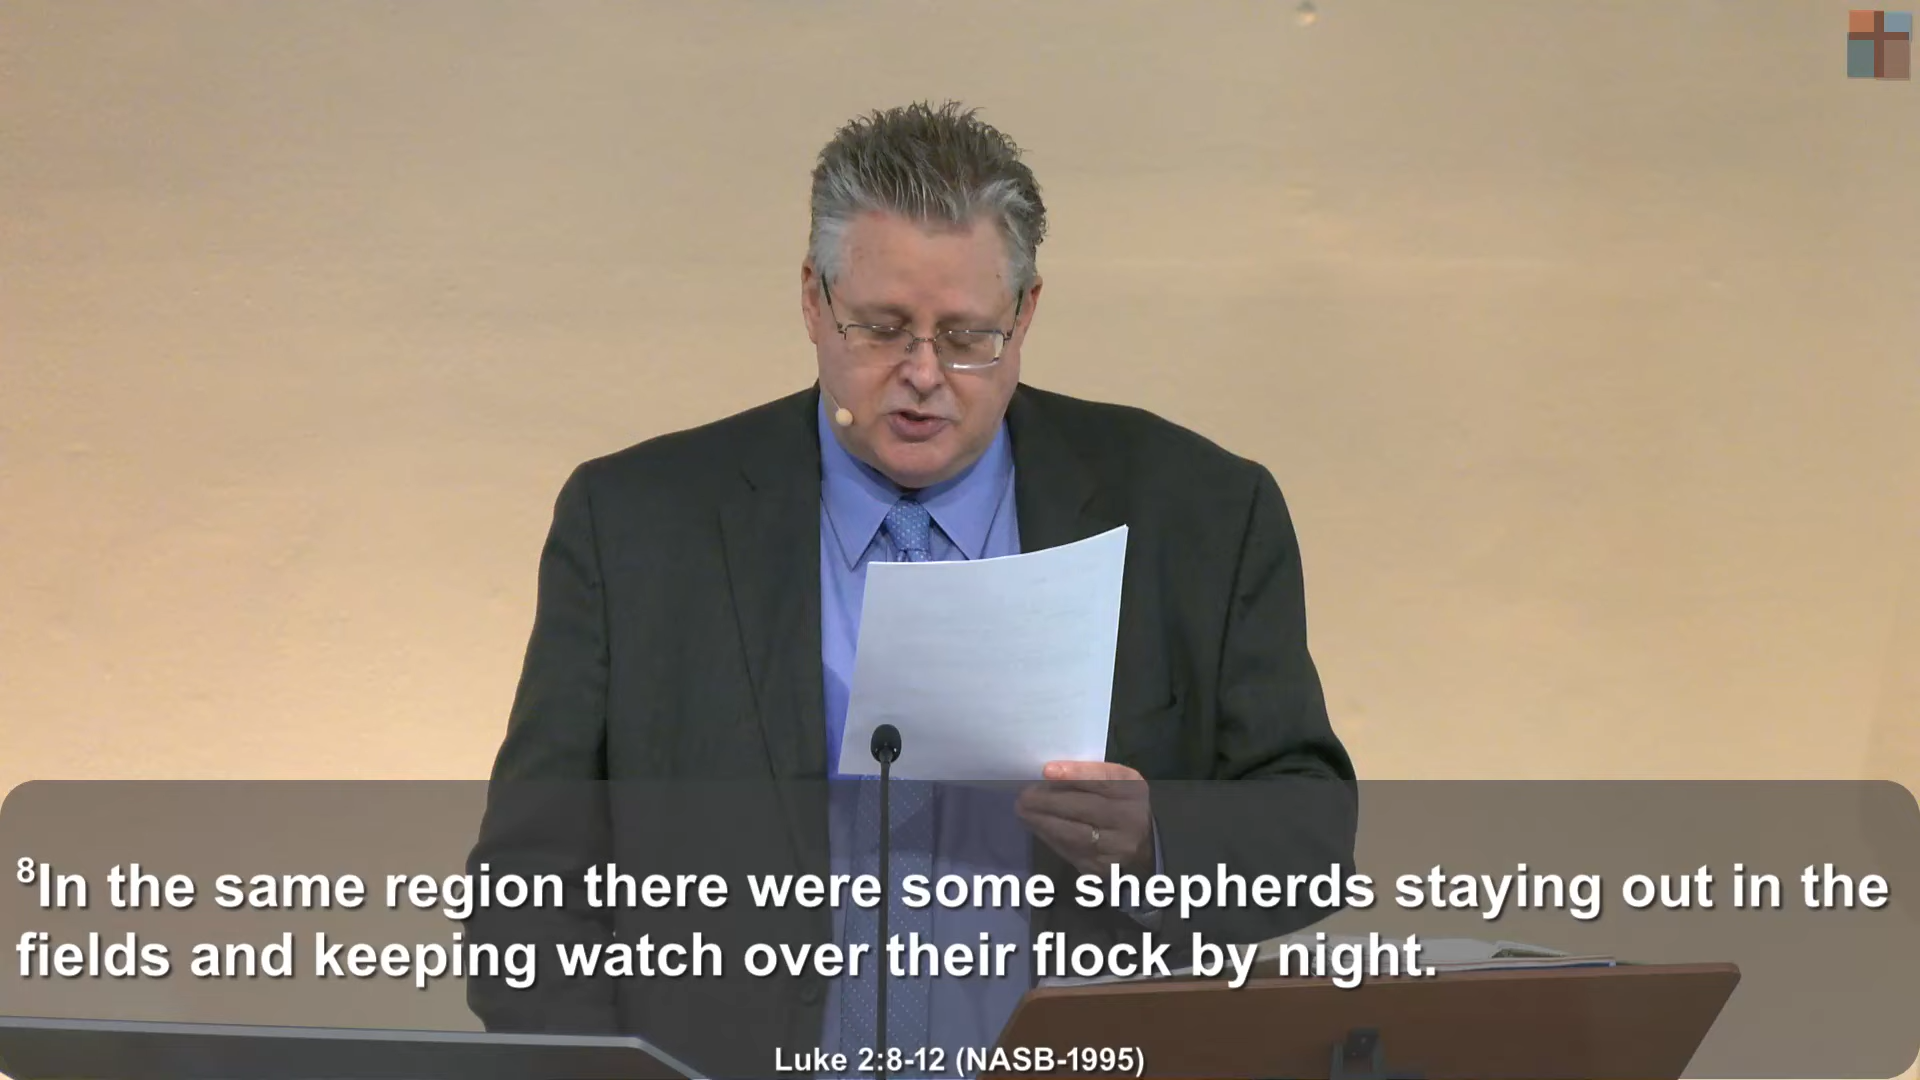 ⁸In the same region there were some shepherds staying out in the
fields and keeping watch over their flock by night.
Luke 2:8-12 (NASB-1995)